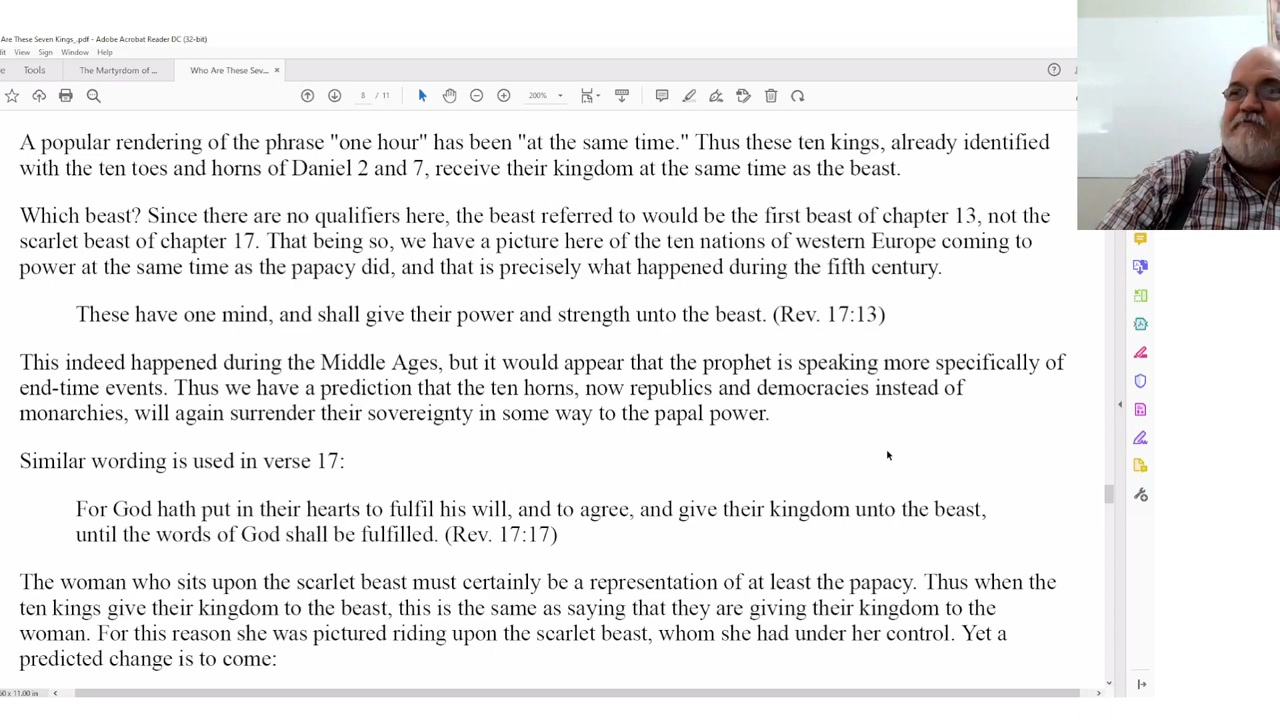 Are These Seven Kings_.pdf - Adobe Acrobat Reader DC (32-bit)
View Sign Window Help
Tools The Martyrdom of ... Who Are These Sev... ×
8 / 11 200%
A popular rendering of the phrase "one hour" has been "at the same time." Thus these ten kings, already identified
with the ten toes and horns of Daniel 2 and 7, receive their kingdom at the same time as the beast.
Which beast? Since there are no qualifiers here, the beast referred to would be the first beast of chapter 13, not the
scarlet beast of chapter 17. That being so, we have a picture here of the ten nations of western Europe coming to
power at the same time as the papacy did, and that is precisely what happened during the fifth century.
These have one mind, and shall give their power and strength unto the beast. (Rev. 17:13)
This indeed happened during the Middle Ages, but it would appear that the prophet is speaking more specifically of
end-time events. Thus we have a prediction that the ten horns, now republics and democracies instead of
monarchies, will again surrender their sovereignty in some way to the papal power.
Similar wording is used in verse 17:
For God hath put in their hearts to fulfil his will, and to agree, and give their kingdom unto the beast,
until the words of God shall be fulfilled. (Rev. 17:17)
The woman who sits upon the scarlet beast must certainly be a representation of at least the papacy. Thus when the
ten kings give their kingdom to the beast, this is the same as saying that they are giving their kingdom to the
woman. For this reason she was pictured riding upon the scarlet beast, whom she had under her control. Yet a
predicted change is to come:
x 11.00 in